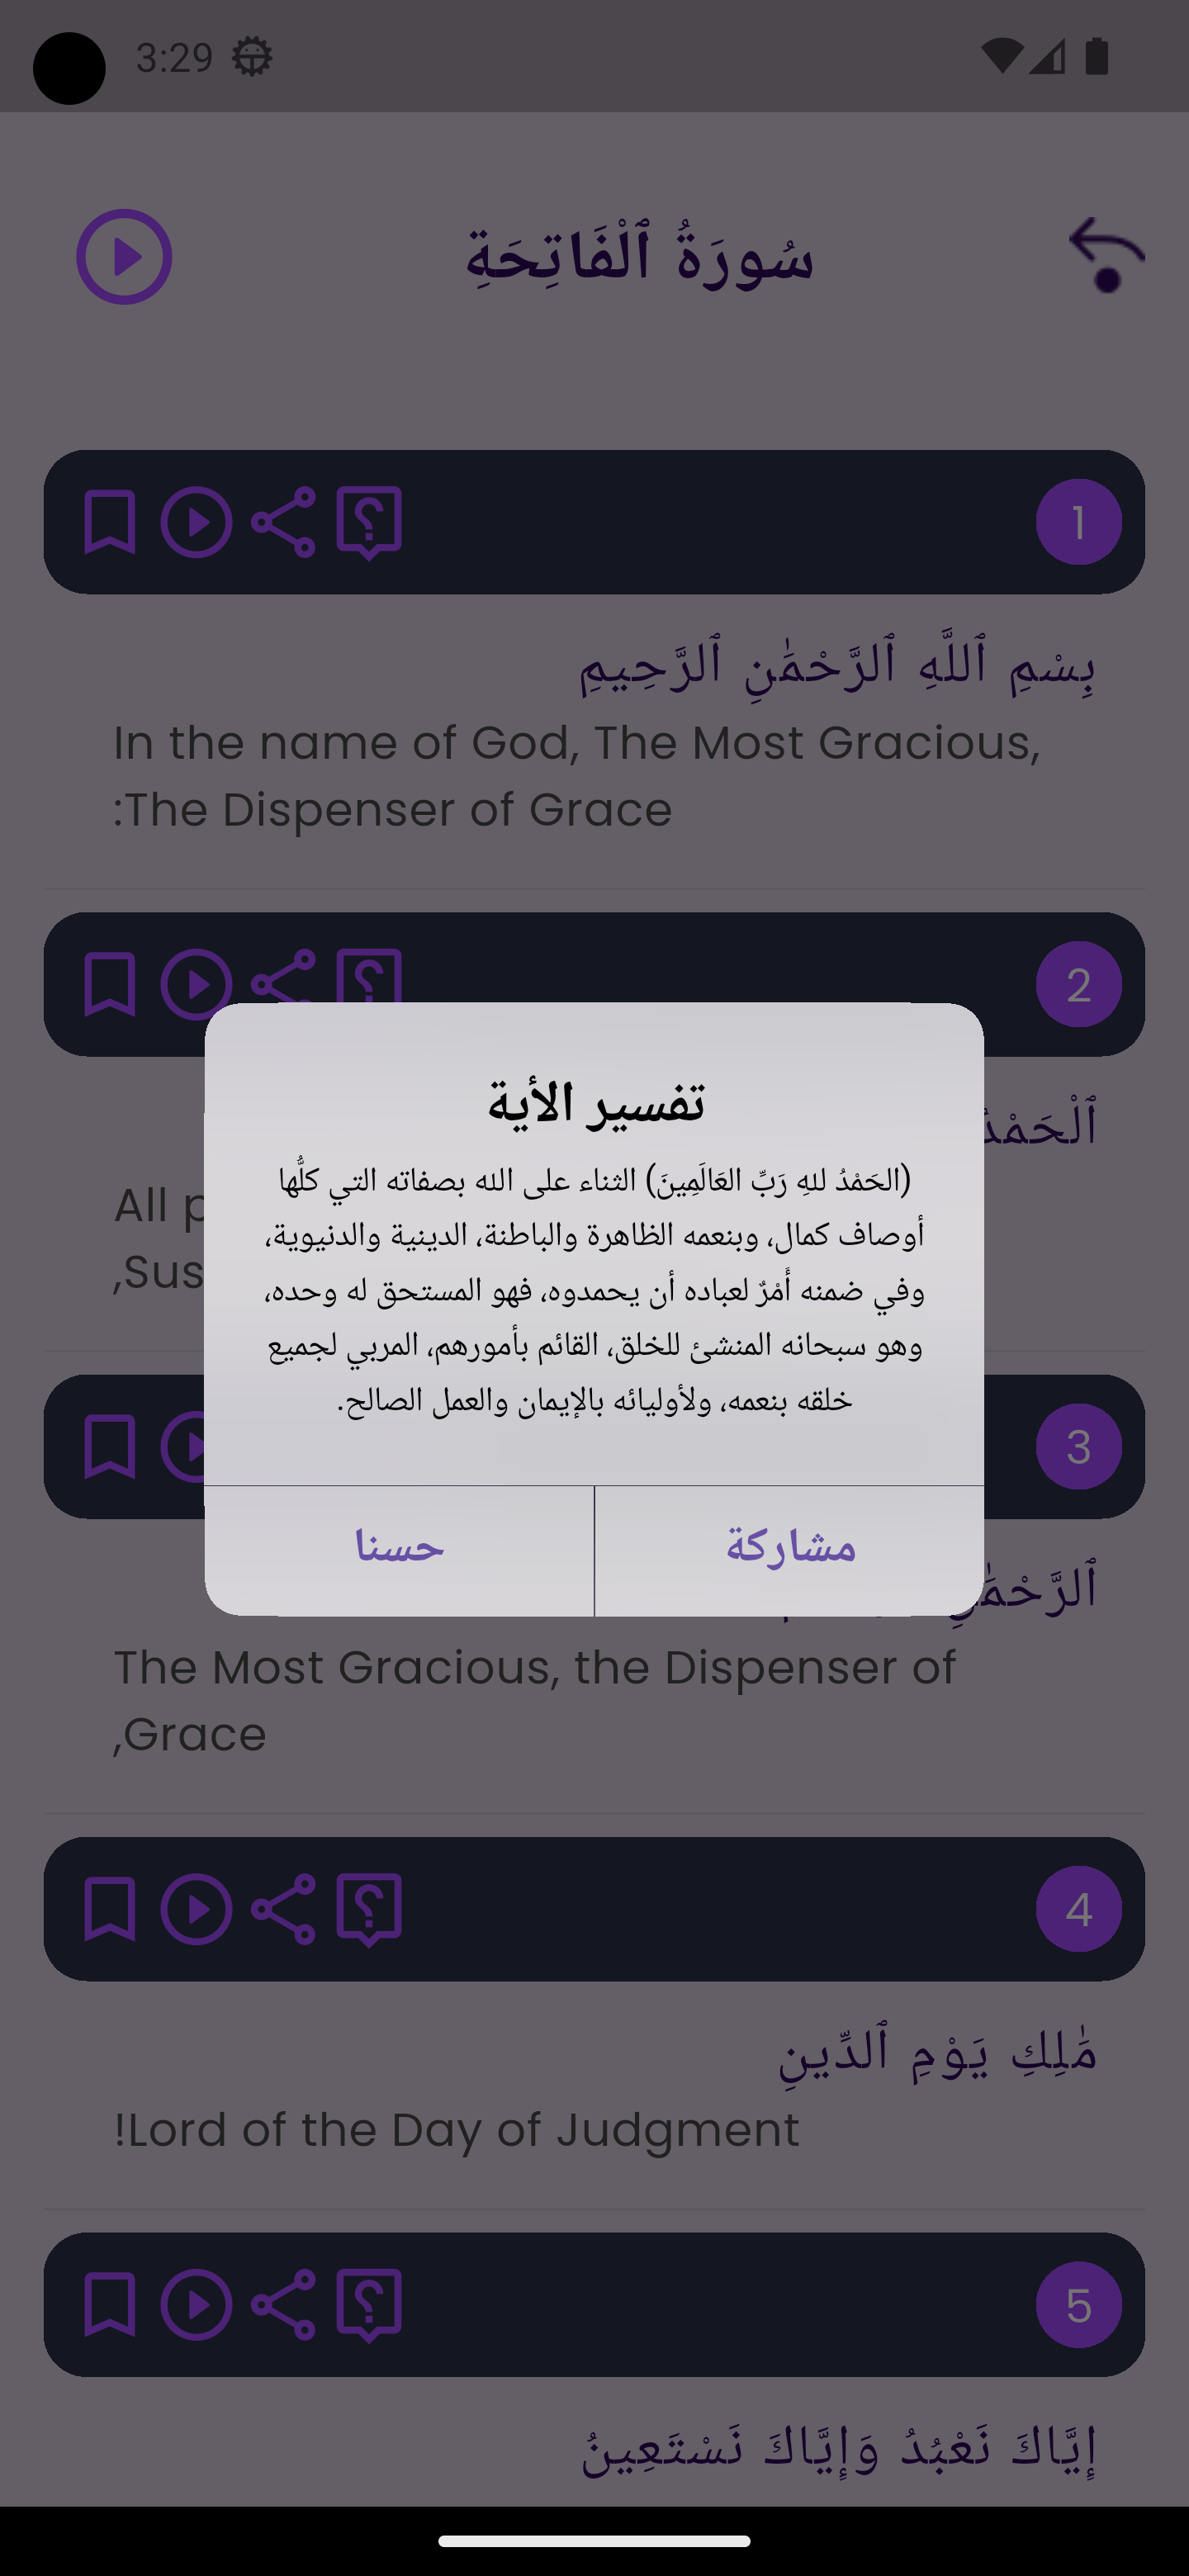 3:29
سُورَةُ ٱلْفَاتِحَةِ
1
بِسْمِ ٱللَّهِ ٱلرَّحْمَٰنِ ٱلرَّحِيمِ
In the name of God, The Most Gracious,
:The Dispenser of Grace
2
ٱلْحَمْدُ
All
,Sus
تفسير الأية
(الحَمْدُ للهِ رَبِّ العَالَمِينَ) الثناء على الله بصفاته التي كلُّها
أوصاف كمال، وبنعمه الظاهرة والباطنة، الدينية والدنيوية،
وفي ضمنه أَمْرٌ لعباده أن يحمدوه، فهو المستحق له وحده،
وهو سبحانه المنشئ للخلق، القائم بأمورهم، المربي لجميع
خلقه بنعمه، ولأوليائه بالإيمان والعمل الصالح.
مشاركة
حسنا
3
ٱلرَّحْمَٰنِ
The Most Gracious, the Dispenser of
,Grace
4
مَٰلِكِ يَوْمِ ٱلدِّينِ
!Lord of the Day of Judgment
5
إِيَّاكَ نَعْبُدُ وَإِيَّاكَ نَسْتَعِينُ